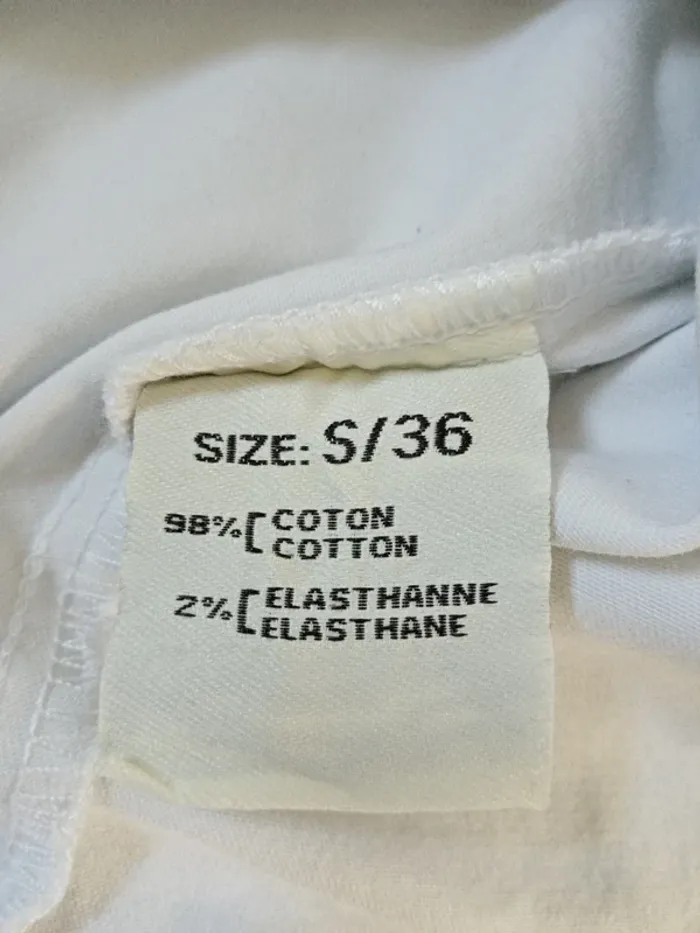 SIZE: S/36
98% [ COTON
COTTON
2% [ ELASTHANNE
ELASTHANE